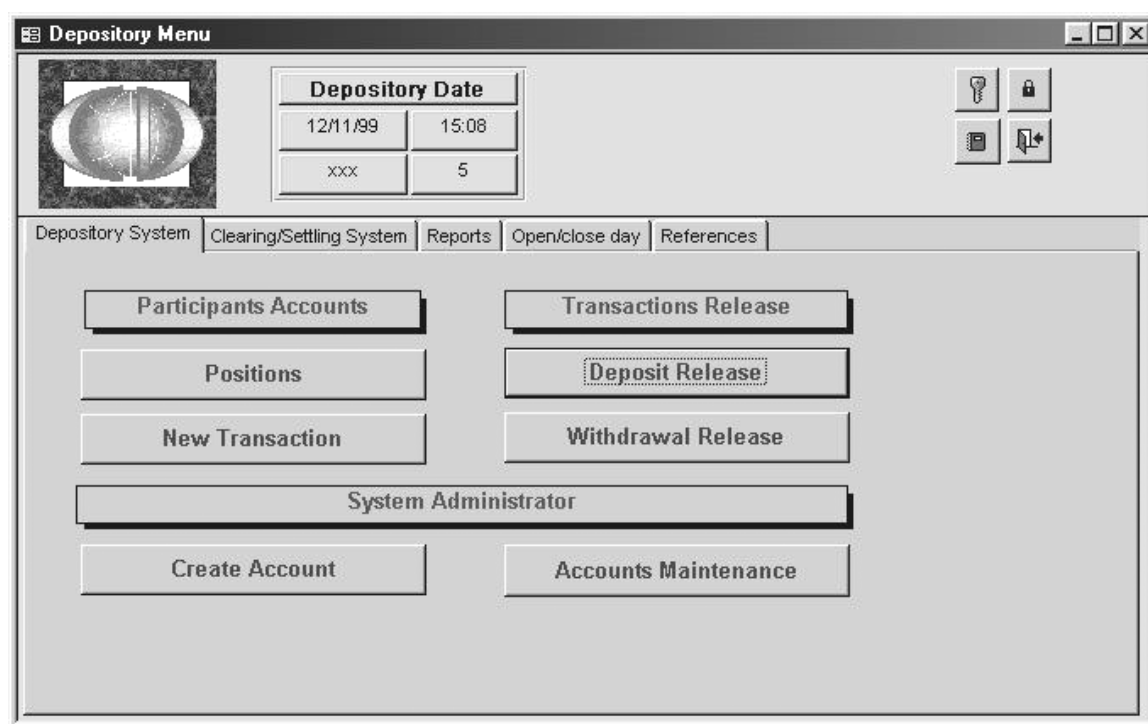 Depository Menu
Depository Date
12/11/99 15:08
xxx 5
Depository System Clearing/Settling System Reports Open/close day References
Participants Accounts Transactions Release
Positions Deposit Release
New Transaction Withdrawal Release
System Administrator
Create Account Accounts Maintenance